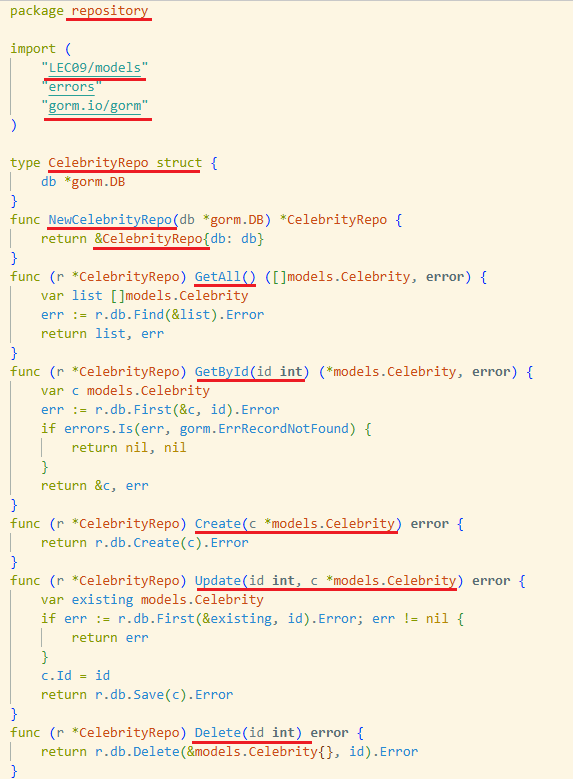 package repository
import (
"LEC09/models"
"errors"
"gorm.io/gorm"
)
type CelebrityRepo struct {
db *gorm.DB
}
func NewCelebrityRepo(db *gorm.DB) *CelebrityRepo {
return &CelebrityRepo{db: db}
}
func (r *CelebrityRepo) GetAll() ([]models.Celebrity, error) {
var list []models.Celebrity
err := r.db.Find(&list).Error
return list, err
}
func (r *CelebrityRepo) GetById(id int) (*models.Celebrity, error) {
var c models.Celebrity
err := r.db.First(&c, id).Error
if errors.Is(err, gorm.ErrRecordNotFound) {
return nil, nil
}
return &c, err
}
func (r *CelebrityRepo) Create(c *models.Celebrity) error {
return r.db.Create(c).Error
}
func (r *CelebrityRepo) Update(id int, c *models.Celebrity) error {
var existing models.Celebrity
if err := r.db.First(&existing, id).Error; err != nil {
return err
}
c.Id = id
return r.db.Save(c).Error
}
func (r *CelebrityRepo) Delete(id int) error {
return r.db.Delete(&models.Celebrity{}, id).Error
}